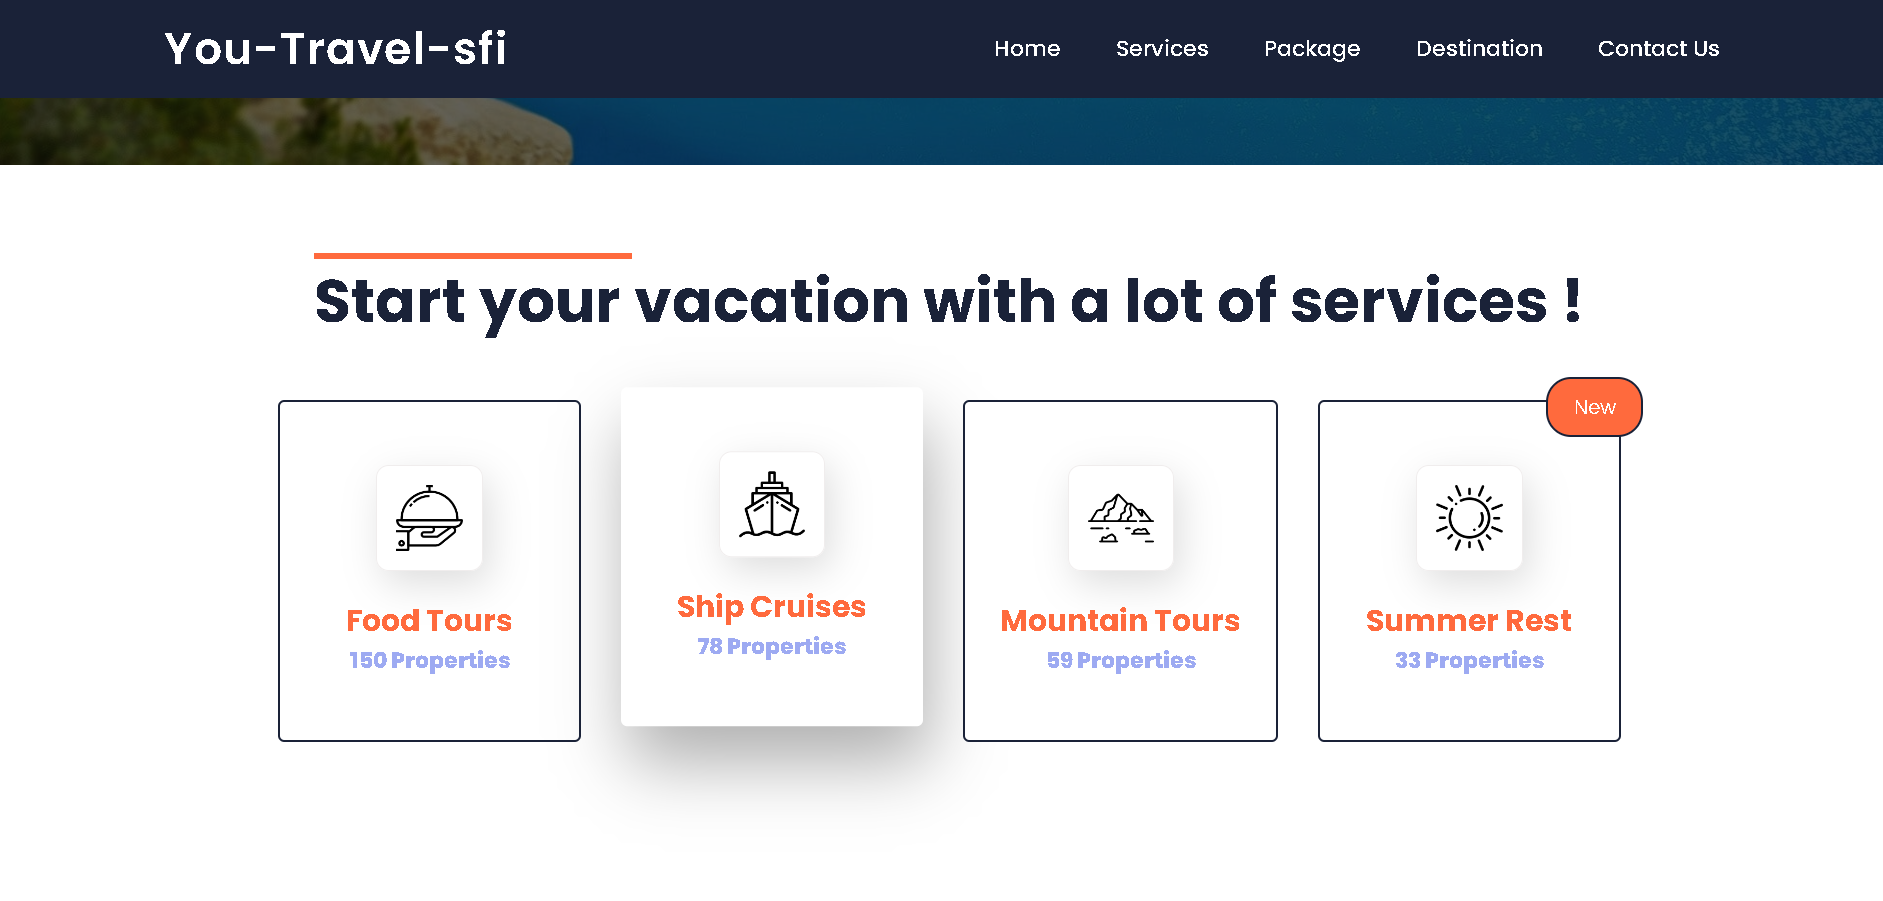 You-Travel-sfi
Home Services Package Destination Contact Us
Start your vacation with a lot of services !
New
Food Tours
150 Properties
Ship Cruises
78 Properties
Mountain Tours
59 Properties
Summer Rest
33 Properties